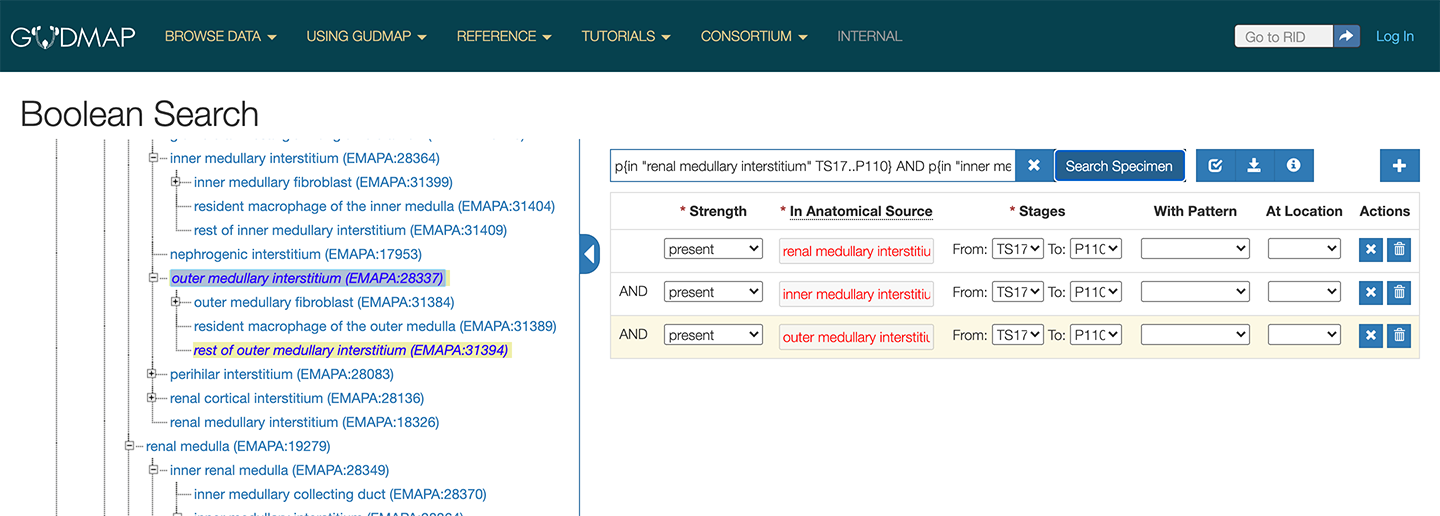 GUDMAP BROWSE DATA USING GUDMAP REFERENCE TUTORIALS CONSORTIUM INTERNAL Go to RID Log In
Boolean Search
inner medullary interstitium (EMAPA:28364)
inner medullary fibroblast (EMAPA:31399)
resident macrophage of the inner medulla (EMAPA:31404)
rest of inner medullary interstitium (EMAPA:31409)
nephrogenic interstitium (EMAPA:17953)
outer medullary interstitium (EMAPA:28337)
outer medullary fibroblast (EMAPA:31384)
resident macrophage of the outer medulla (EMAPA:31389)
rest of outer medullary interstitium (EMAPA:31394)
perihilar interstitium (EMAPA:28083)
renal cortical interstitium (EMAPA:28136)
renal medullary interstitium (EMAPA:18326)
renal medulla (EMAPA:19279)
inner renal medulla (EMAPA:28349)
inner medullary collecting duct (EMAPA:28370)
p{in "renal medullary interstitium" TS17..P110} AND p{in "inner me Search Specimen
* Strength * In Anatomical Source * Stages With Pattern At Location Actions
present renal medullary interstitiu From: TS17 To: P110
AND present inner medullary interstitiu From: TS17 To: P110
AND present outer medullary interstitiu From: TS17 To: P110